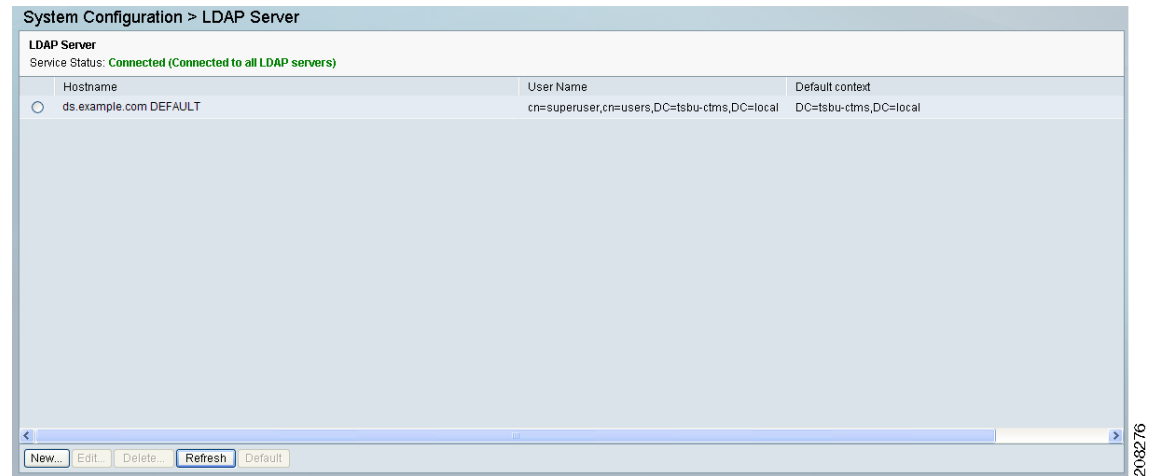 System Configuration > LDAP Server
LDAP Server
Service Status: Connected (Connected to all LDAP servers)
Hostname User Name Default context
ds.example.com DEFAULT cn=superuser,cn=users,DC=tsbu-ctms,DC=local DC=tsbu-ctms,DC=local
New... Edit... Delete... Refresh Default
208276